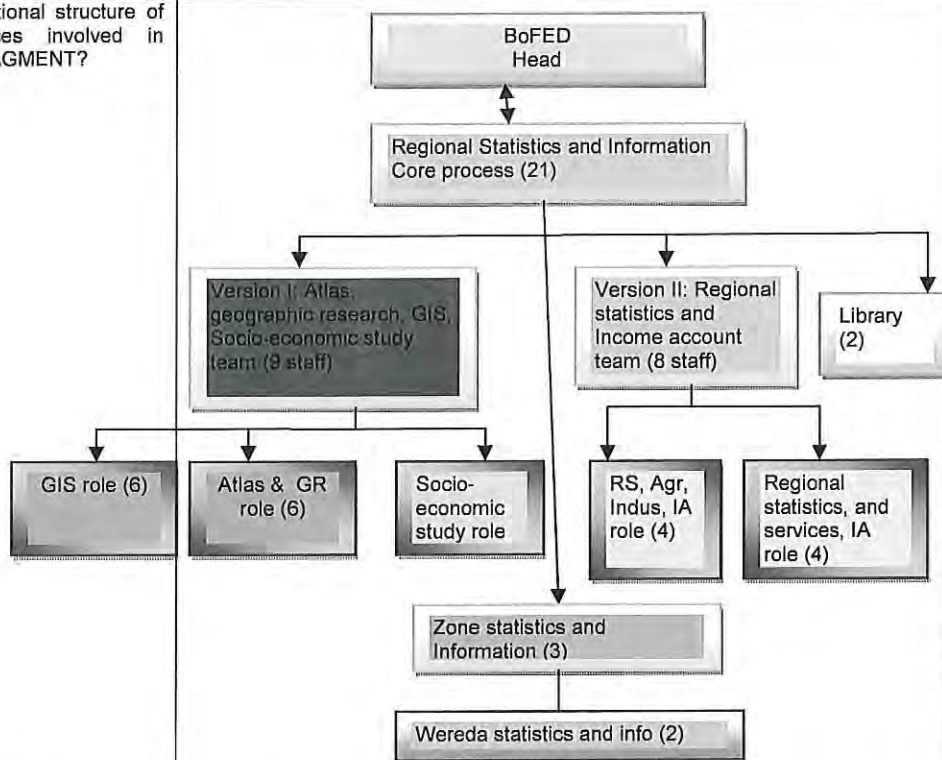 tional structure of
ces involved in
AGMENT?
BoFED
Head
Regional Statistics and Information
Core process (21)
Version I: Atlas,
geographic research, GIS,
Socio-economic study
team (9 staff)
Version II: Regional
statistics and
Income account
team (8 staff)
Library
(2)
GIS role (6)
Atlas & GR
role (6)
Socio-
economic
study role
RS, Agr,
Indus, IA
role (4)
Regional
statistics, and
services, IA
role (4)
Zone statistics and
Information (3)
Wereda statistics and info (2)